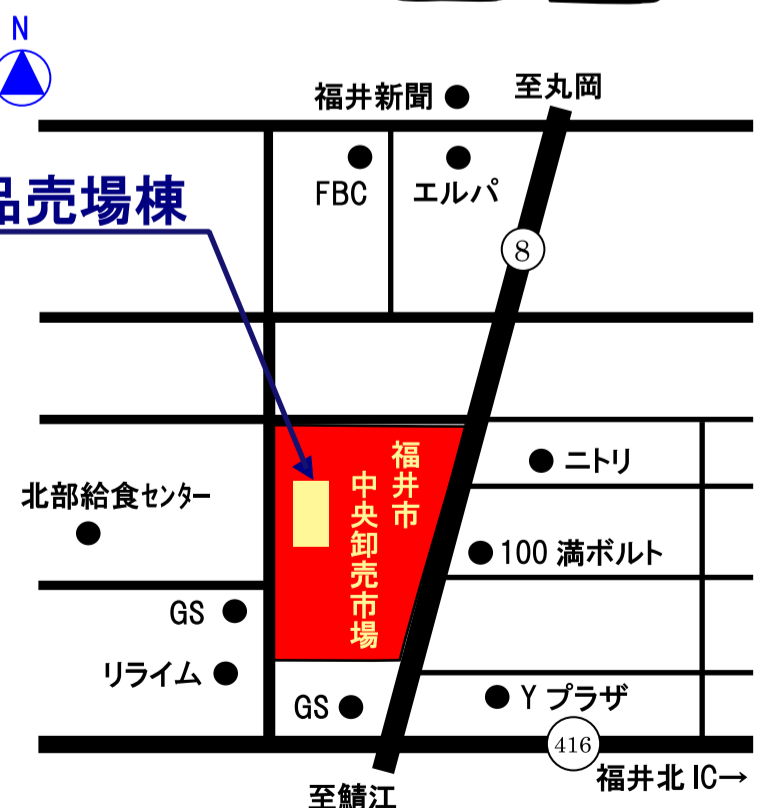 N
福井新聞
至丸岡
FBC
エルパ
品売場棟
8
ニトリ
福井市
中央卸売市場
北部給食センター
100 満ボルト
GS
リライム
GS
Y プラザ
416
福井北 IC→
至鯖江